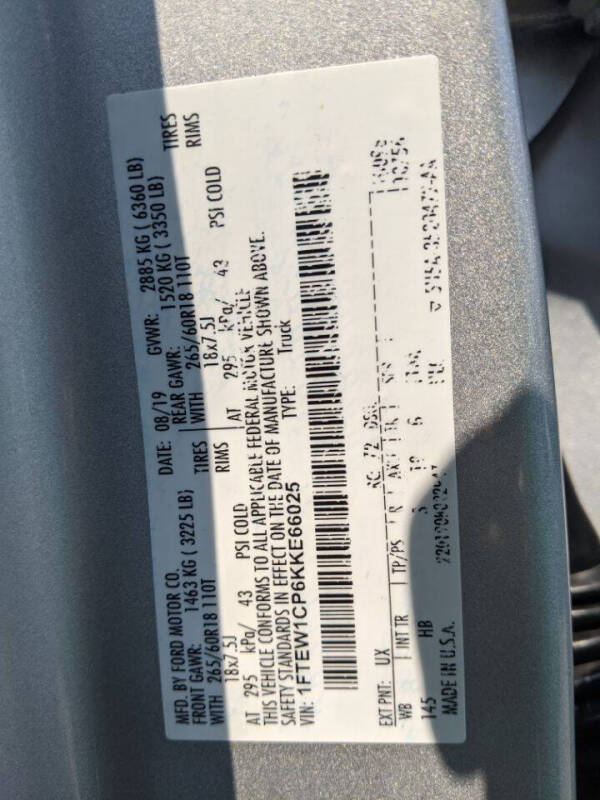 MFD. BY FORD MOTOR CO.
DATE: 08/19 GVWR: 2885 KG ( 6360 LB)
FRONT GAWR: 1463 KG ( 3225 LB) REAR GAWR: 1520 KG ( 3350 LB)
WITH 265/60R18 110T TIRES WITH 265/60R18 110T TIRES
18x7.5J RIMS 18x7.5J RIMS
AT 295 kPa/ 43 PSI COLD AT 295 kPa/ 43 PSI COLD
THIS VEHICLE CONFORMS TO ALL APPLICABLE FEDERAL MOTOR VEHICLE
SAFETY STANDARDS IN EFFECT ON THE DATE OF MANUFACTURE SHOWN ABOVE.
VIN: 1FTEW1CP6KKE66025 TYPE: Truck
EXT PNT: UX
WB INT TR TP/PS R AX
145 HB 5
MADE IN U.S.A.